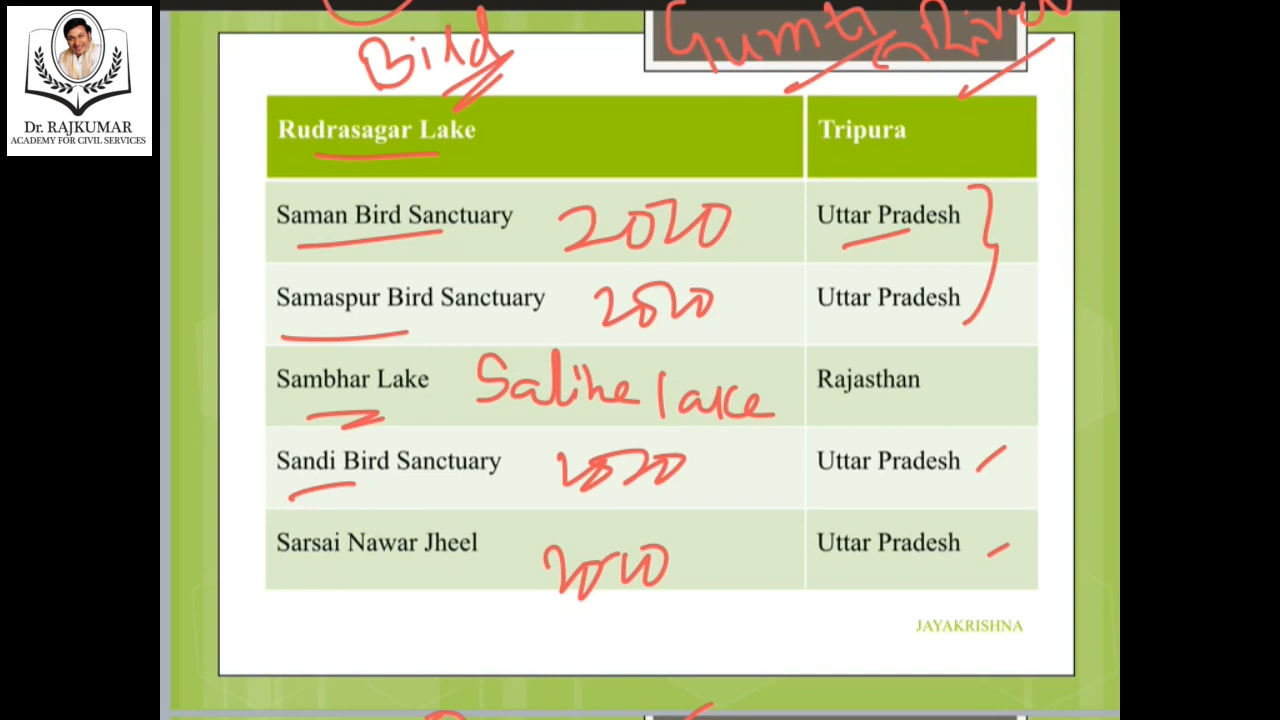 Dr. RAJKUMAR
ACADEMY FOR CIVIL SERVICES
Bird
Gumti River
Rudrasagar Lake Tripura
Saman Bird Sanctuary 2020 Uttar Pradesh
Samaspur Bird Sanctuary 2020 Uttar Pradesh
Sambhar Lake Saline lake Rajasthan
Sandi Bird Sanctuary 2020 Uttar Pradesh
Sarsai Nawar Jheel 2020 Uttar Pradesh
JAYAKRISHNA